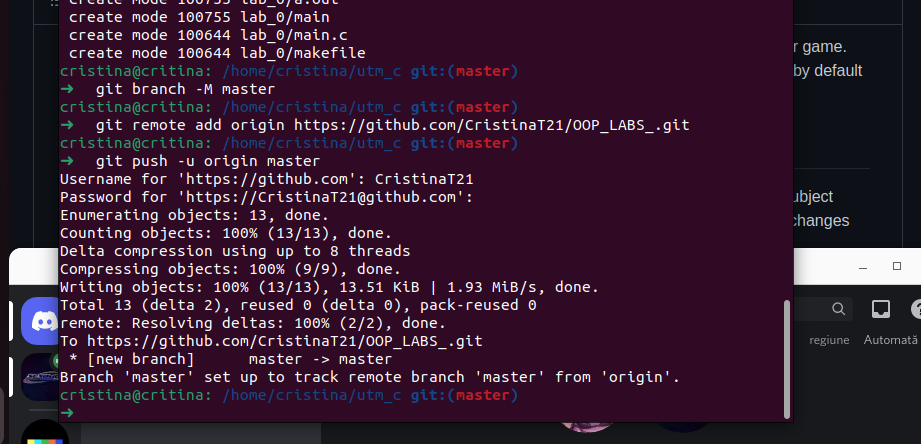 create mode 100755 lab_0/a.out
create mode 100755 lab_0/main
create mode 100644 lab_0/main.c
create mode 100644 lab_0/makefile
cristina@critina: /home/cristina/utm_c git:(master)
➜ git branch -M master
cristina@critina: /home/cristina/utm_c git:(master)
➜ git remote add origin https://github.com/CristinaT21/OOP_LABS_.git
cristina@critina: /home/cristina/utm_c git:(master)
➜ git push -u origin master
Username for 'https://github.com': CristinaT21
Password for 'https://CristinaT21@github.com':
Enumerating objects: 13, done.
Counting objects: 100% (13/13), done.
Delta compression using up to 8 threads
Compressing objects: 100% (9/9), done.
Writing objects: 100% (13/13), 13.51 KiB | 1.93 MiB/s, done.
Total 13 (delta 2), reused 0 (delta 0), pack-reused 0
remote: Resolving deltas: 100% (2/2), done.
To https://github.com/CristinaT21/OOP_LABS_.git
* [new branch] master -> master
Branch 'master' set up to track remote branch 'master' from 'origin'.
cristina@critina: /home/cristina/utm_c git:(master)
➜
r game.
by default
ubject
changes
regiune Automată